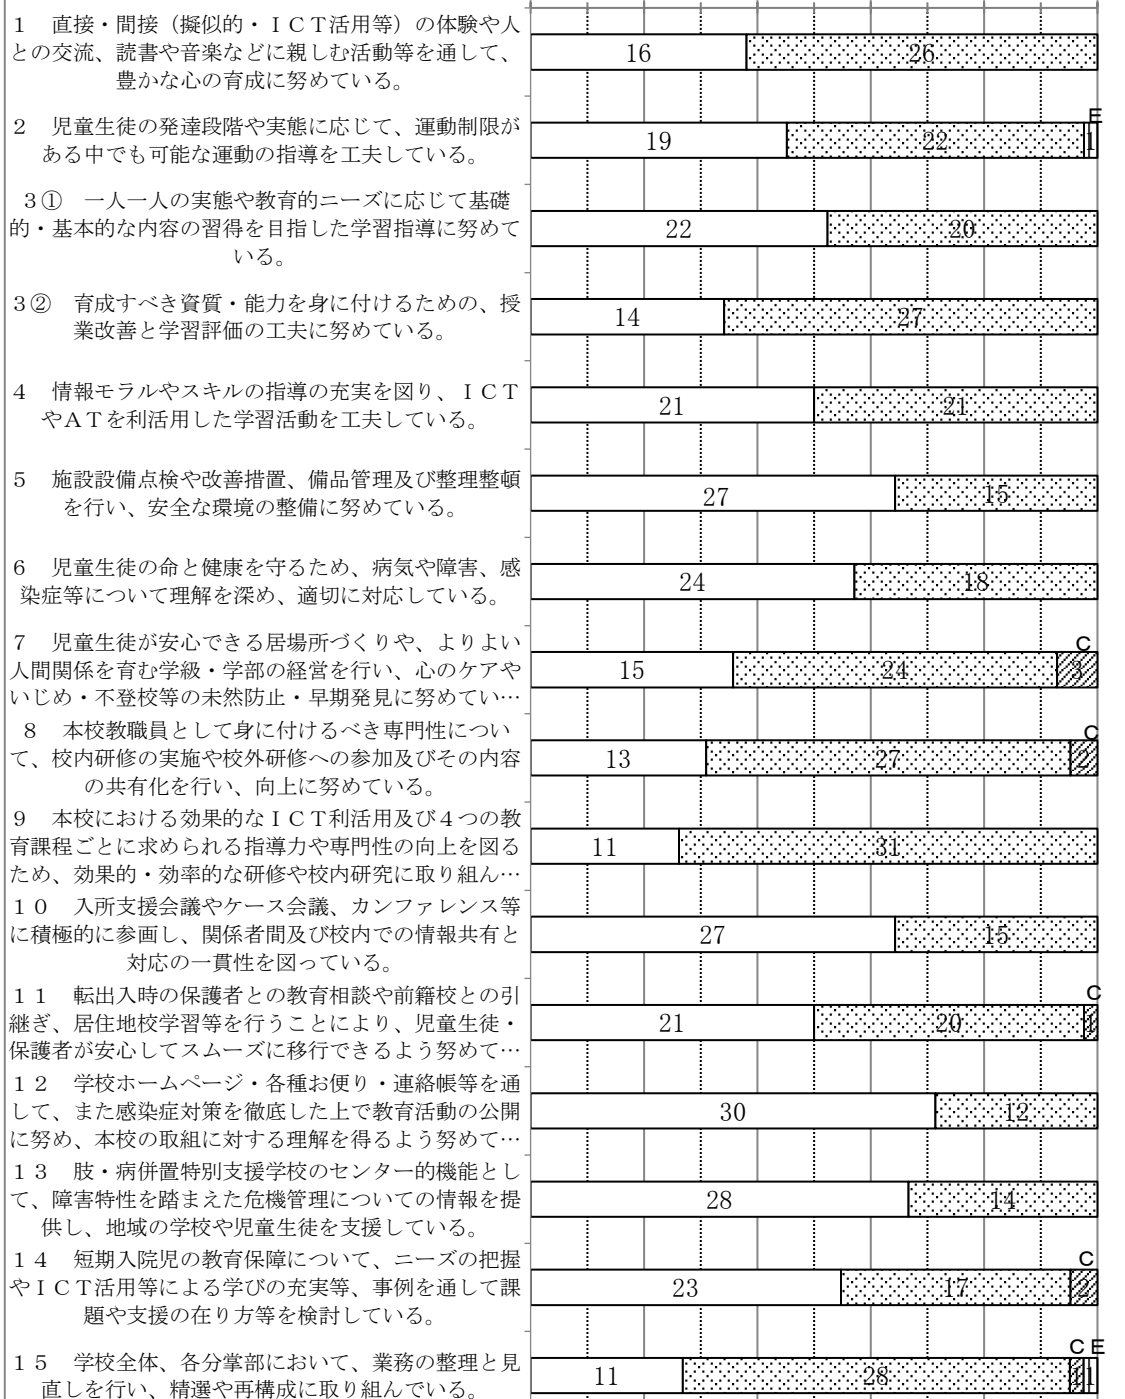 1　直接・間接（擬似的・ＩＣＴ活用等）の体験や人
との交流、読書や音楽などに親しむ活動等を通して、
豊かな心の育成に努めている。
16
26
2　児童生徒の発達段階や実態に応じて、運動制限が
ある中でも可能な運動の指導を工夫している。
19
22
1
E
3①　一人一人の実態や教育的ニーズに応じて基礎
的・基本的な内容の習得を目指した学習指導に努めて
いる。
22
20
3②　育成すべき資質・能力を身に付けるための、授
業改善と学習評価の工夫に努めている。
14
27
4　情報モラルやスキルの指導の充実を図り、ＩＣＴ
やＡＴを利活用した学習活動を工夫している。
21
21
5　施設設備点検や改善措置、備品管理及び整理整頓
を行い、安全な環境の整備に努めている。
27
15
6　児童生徒の命と健康を守るため、病気や障害、感
染症等について理解を深め、適切に対応している。
24
18
7　児童生徒が安心できる居場所づくりや、よりよい
人間関係を育む学級・学部の経営を行い、心のケアや
いじめ・不登校等の未然防止・早期発見に努めてい…
15
24
3
C
8　本校教職員として身に付けるべき専門性につい
て、校内研修の実施や校外研修への参加及びその内容
の共有化を行い、向上に努めている。
13
27
2
C
9　本校における効果的なＩＣＴ利活用及び４つの教
育課程ごとに求められる指導力や専門性の向上を図る
ため、効果的・効率的な研修や校内研究に取り組ん…
11
31
１０　入所支援会議やケース会議、カンファレンス等
に積極的に参画し、関係者間及び校内での情報共有と
対応の一貫性を図っている。
27
15
１１　転出入時の保護者との教育相談や前籍校との引
継ぎ、居住地校学習等を行うことにより、児童生徒・
保護者が安心してスムーズに移行できるよう努めて…
21
20
1
C
１２　学校ホームページ・各種お便り・連絡帳等を通
して、また感染症対策を徹底した上で教育活動の公開
に努め、本校の取組に対する理解を得るよう努めて…
30
12
１３　肢・病併置特別支援学校のセンター的機能とし
て、障害特性を踏まえた危機管理についての情報を提
供し、地域の学校や児童生徒を支援している。
28
14
１４　短期入院児の教育保障について、ニーズの把握
やＩＣＴ活用等による学びの充実等、事例を通して課
題や支援の在り方等を検討している。
23
17
2
C
１５　学校全体、各分掌部において、業務の整理と見
直しを行い、精選や再構成に取り組んでいる。
11
28
1
1
C E